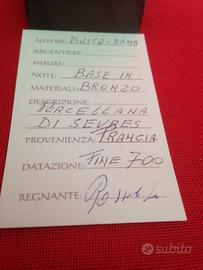 AUTORE: BUSTO-DAMA
ARGENTIERE:
MISURE:
NOTE: BASE IN
MATERIALE: BRONZO
DESCRIZIONE:
PORCELLANA
DI SEVRES
PROVENIENZA: FRANCIA
DATAZIONE: FINE 700
REGNANTE:
subito